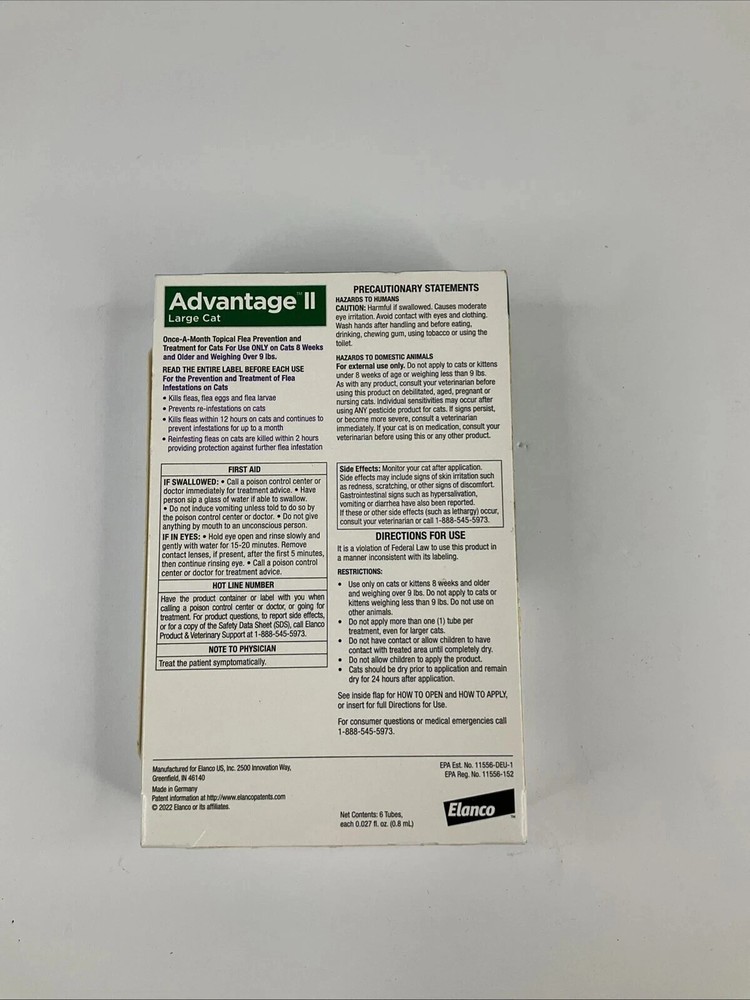 Advantage™ II
Large Cat
Once-A-Month Topical Flea Prevention and
Treatment for Cats For Use ONLY on Cats 8 Weeks
and Older and Weighing Over 9 lbs.
READ THE ENTIRE LABEL BEFORE EACH USE
For the Prevention and Treatment of Flea
Infestations on Cats
• Kills fleas, flea eggs and flea larvae
• Prevents re-infestations on cats
• Kills fleas within 12 hours on cats and continues to
prevent infestations for up to a month
• Reinfesting fleas on cats are killed within 2 hours
providing protection against further flea infestation
FIRST AID
IF SWALLOWED: • Call a poison control center or
doctor immediately for treatment advice. • Have
person sip a glass of water if able to swallow.
• Do not induce vomiting unless told to do so by
the poison control center or doctor. • Do not give
anything by mouth to an unconscious person.
IF IN EYES: • Hold eye open and rinse slowly and
gently with water for 15-20 minutes. Remove
contact lenses, if present, after the first 5 minutes,
then continue rinsing eye. • Call a poison control
center or doctor for treatment advice.
HOT LINE NUMBER
Have the product container or label with you when
calling a poison control center or doctor, or going for
treatment. For product questions, to report side effects,
or for a copy of the Safety Data Sheet (SDS), call Elanco
Product & Veterinary Support at 1-888-545-5973.
NOTE TO PHYSICIAN
Treat the patient symptomatically.
PRECAUTIONARY STATEMENTS
HAZARDS TO HUMANS
CAUTION: Harmful if swallowed. Causes moderate
eye irritation. Avoid contact with eyes and clothing.
Wash hands after handling and before eating,
drinking, chewing gum, using tobacco or using the
toilet.
HAZARDS TO DOMESTIC ANIMALS
For external use only. Do not apply to cats or kittens
under 8 weeks of age or weighing less than 9 lbs.
As with any product, consult your veterinarian before
using this product on debilitated, aged, pregnant or
nursing cats. Individual sensitivities may occur after
using ANY pesticide product for cats. If signs persist,
or become more severe, consult a veterinarian
immediately. If your cat is on medication, consult your
veterinarian before using this or any other product.
Side Effects: Monitor your cat after application.
Side effects may include signs of skin irritation such
as redness, scratching, or other signs of discomfort.
Gastrointestinal signs such as hypersalivation,
vomiting or diarrhea have also been reported.
If these or other side effects (such as lethargy) occur,
consult your veterinarian or call 1-888-545-5973.
DIRECTIONS FOR USE
It is a violation of Federal Law to use this product in
a manner inconsistent with its labeling.
RESTRICTIONS:
• Use only on cats or kittens 8 weeks and older
and weighing over 9 lbs. Do not apply to cats or
kittens weighing less than 9 lbs. Do not use on
other animals.
• Do not apply more than one (1) tube per
treatment, even for larger cats.
• Do not have contact or allow children to have
contact with treated area until completely dry.
• Do not allow children to apply the product.
• Cats should be dry prior to application and remain
dry for 24 hours after application.
See inside flap for HOW TO OPEN and HOW TO APPLY,
or insert for full Directions for Use.
For consumer questions or medical emergencies call
1-888-545-5973.
Manufactured for Elanco US, Inc. 2500 Innovation Way,
Greenfield, IN 46140
Made in Germany
Patent information at http://www.elancopatents.com
© 2022 Elanco or its affiliates.
EPA Est. No. 11556-DEU-1
EPA Reg. No. 11556-152
Net Contents: 6 Tubes,
each 0.027 fl. oz. (0.8 mL)
Elanco™